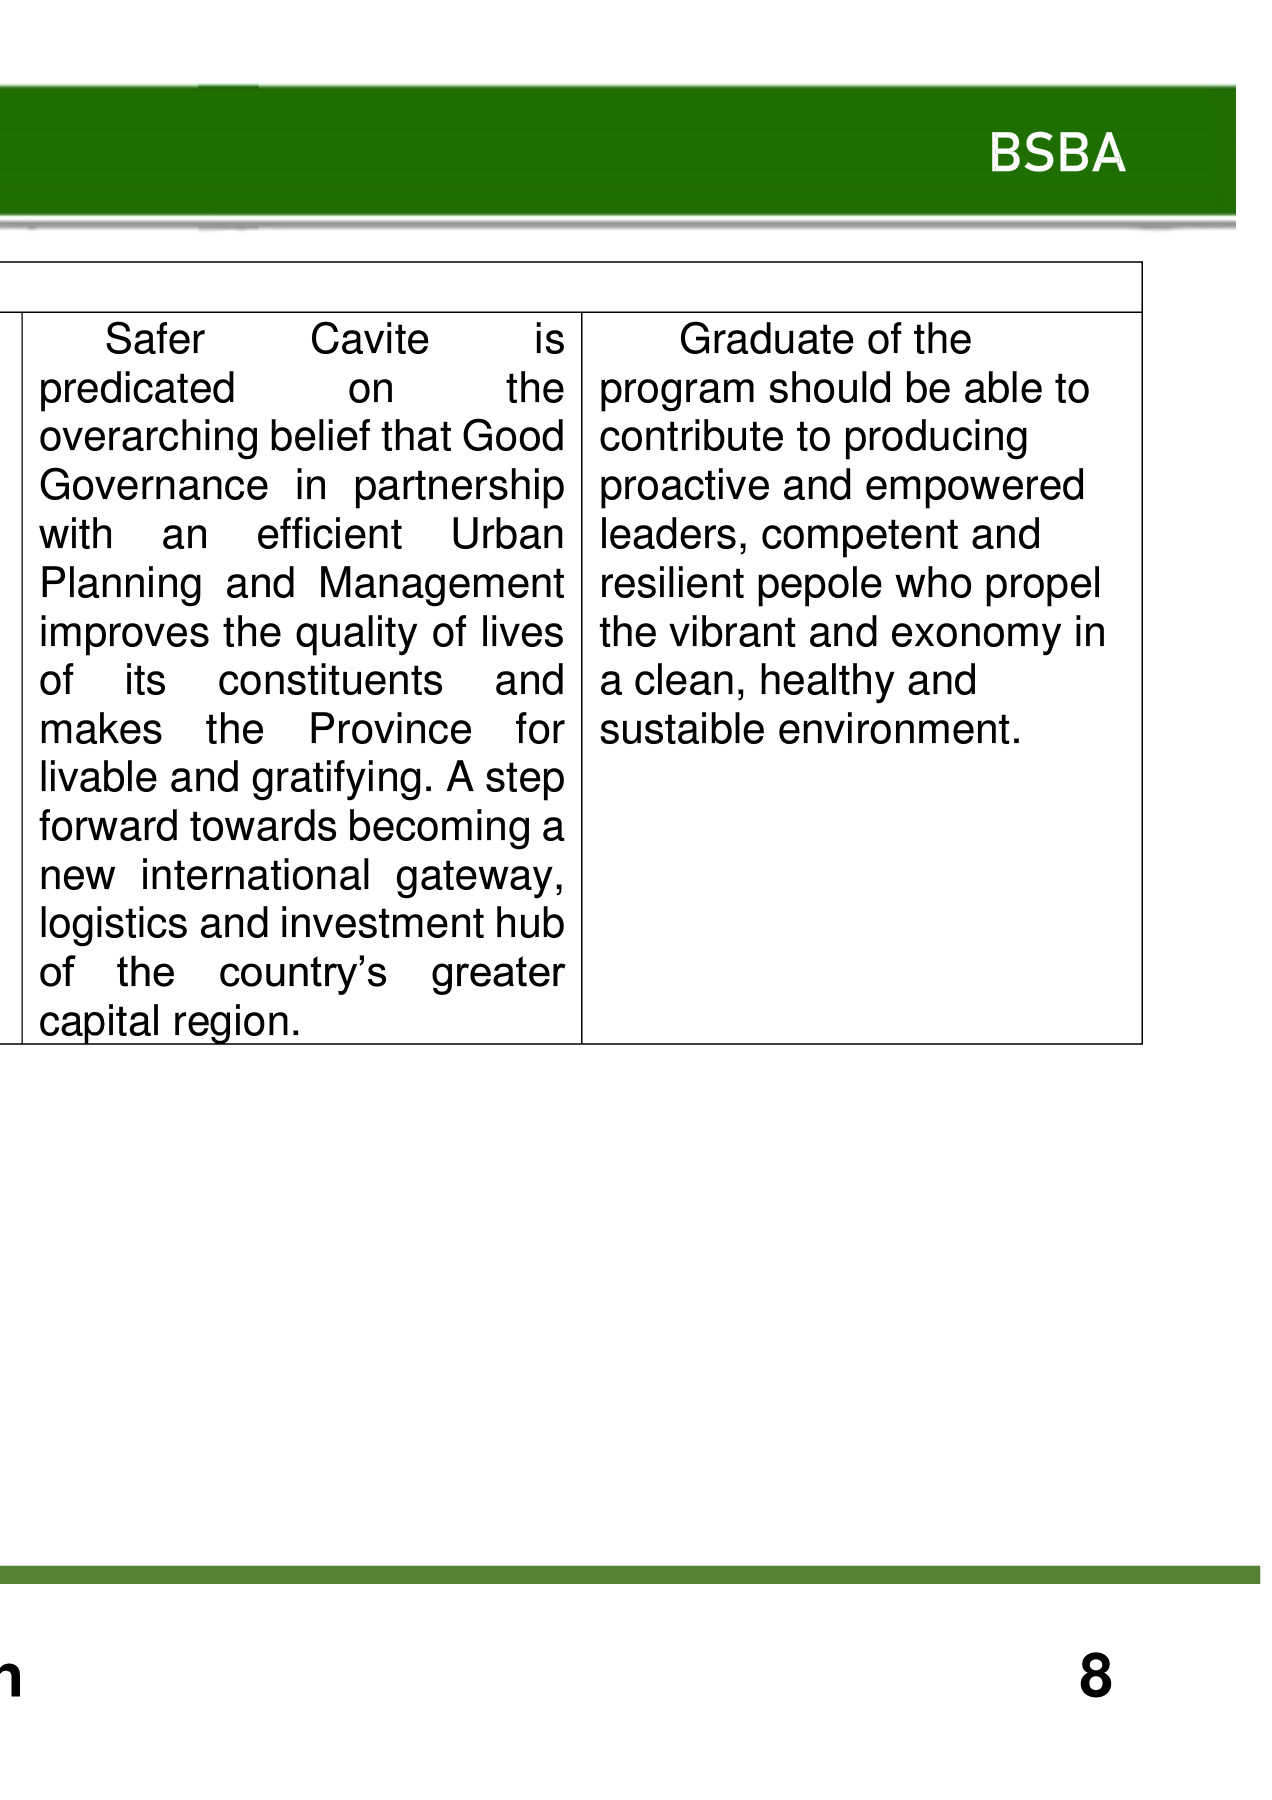 BSBA
Safer Cavite is
predicated on the
overarching belief that Good
Governance in partnership
with an efficient Urban
Planning and Management
improves the quality of lives
of its constituents and
makes the Province for
livable and gratifying. A step
forward towards becoming a
new international gateway,
logistics and investment hub
of the country’s greater
capital region.
Graduate of the
program should be able to
contribute to producing
proactive and empowered
leaders, competent and
resilient pepole who propel
the vibrant and exonomy in
a clean, healthy and
sustaible environment.
8